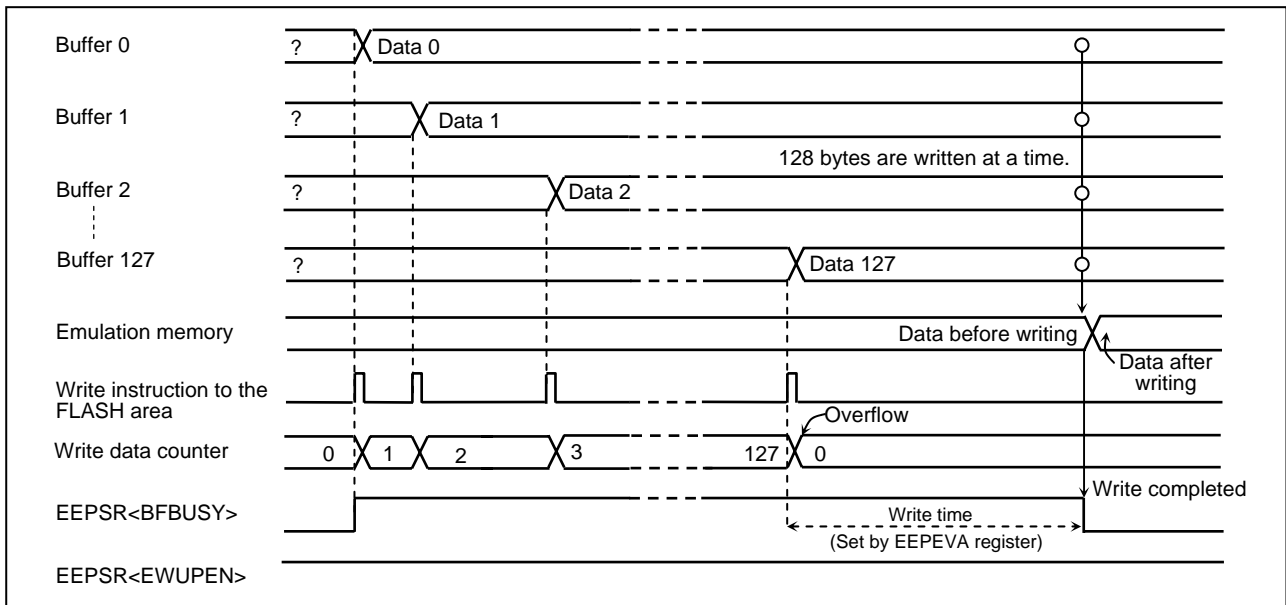 Buffer 0
? Data 0
Buffer 1
? Data 1
128 bytes are written at a time.
Buffer 2
? Data 2
Buffer 127
? Data 127
Emulation memory
Data before writing
Data after
writing
Write instruction to the
FLASH area
Overflow
Write data counter
0 1 2 3 127 0
Write completed
EEPSR<BFBUSY>
Write time
(Set by EEPEVA register)
EEPSR<EWUPEN>